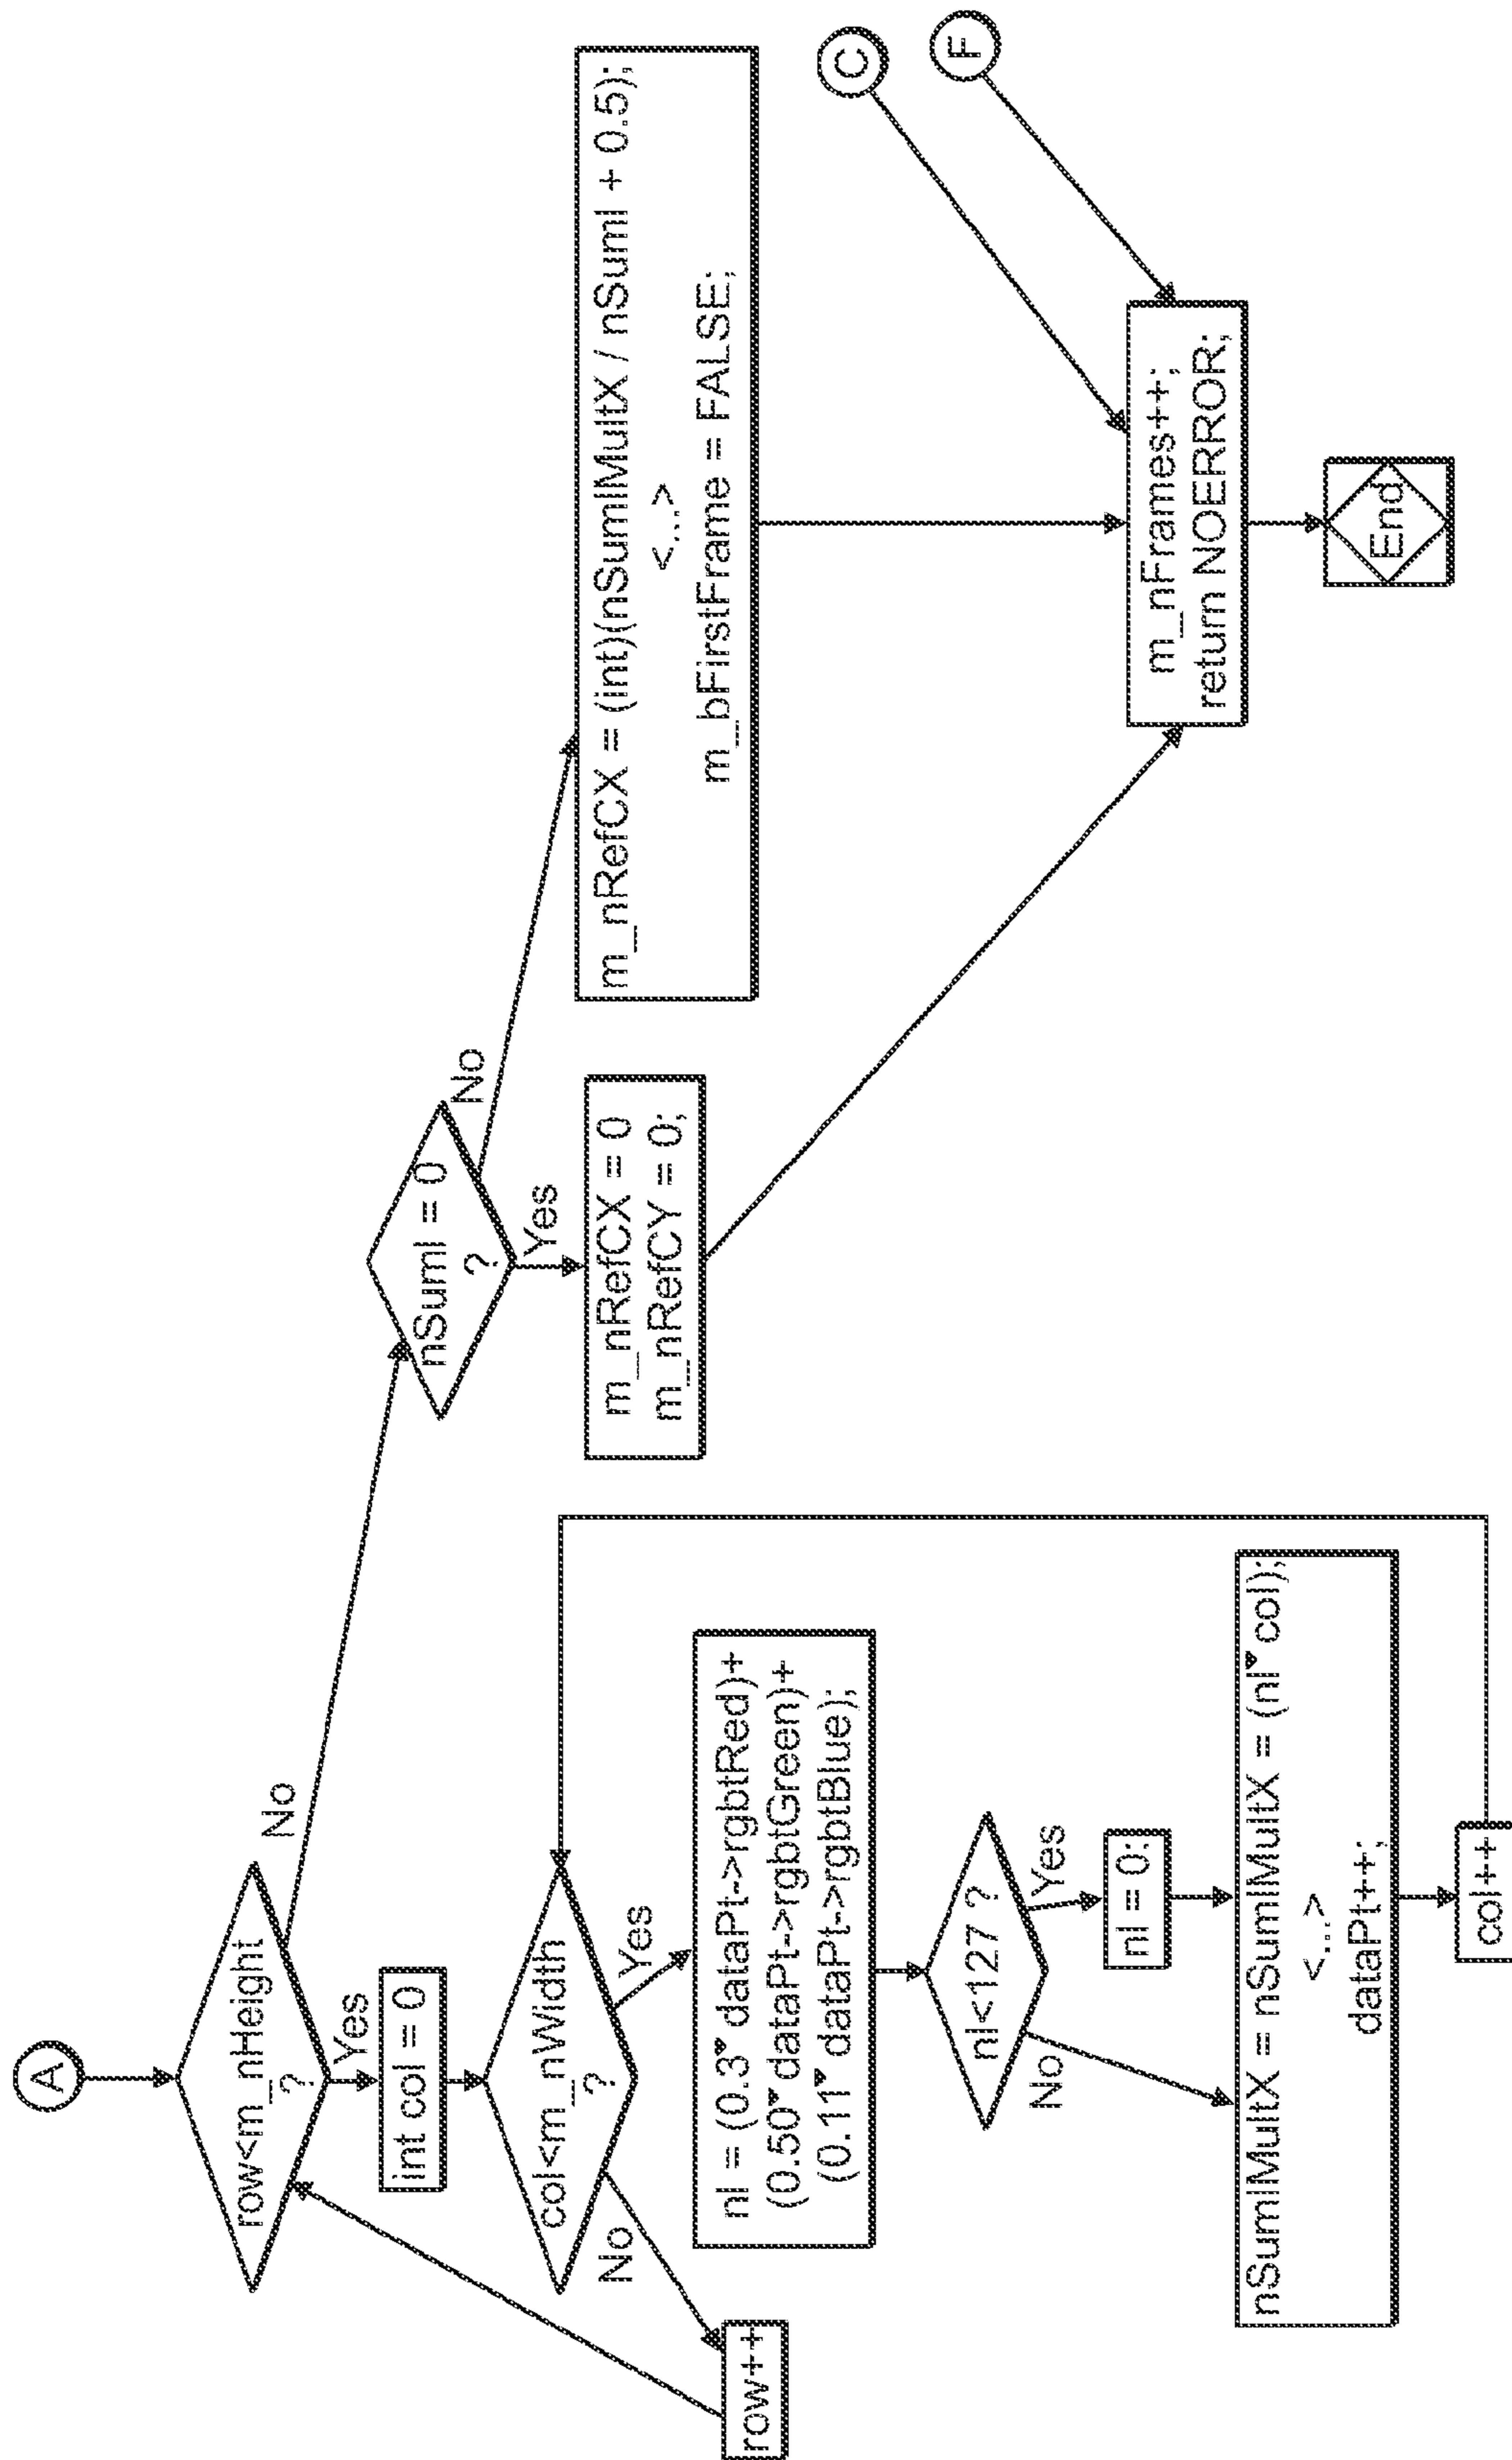 A
row<m_nHeight
?
No
Yes
int col = 0
col<m_nWidth
?
No
Yes
row++
nI = (0.3* dataPt->rgbtRed)+
(0.50* dataPt->rgbtGreen)+
(0.11* dataPt->rgbtBlue);
nI<127 ?
No
Yes
nI = 0;
nSumIMultX = nSumIMultX = (nI* col);
<...>
dataPt++;
col++
nSumI = 0
?
No
Yes
m_nRefCX = 0
m_nRefCY = 0;
m_nRefCX = (int)(nSumIMultX / nSumI + 0.5);
<...>
m_bFirstFrame = FALSE;
C
F
m_nFrames++;
return NOERROR;
End